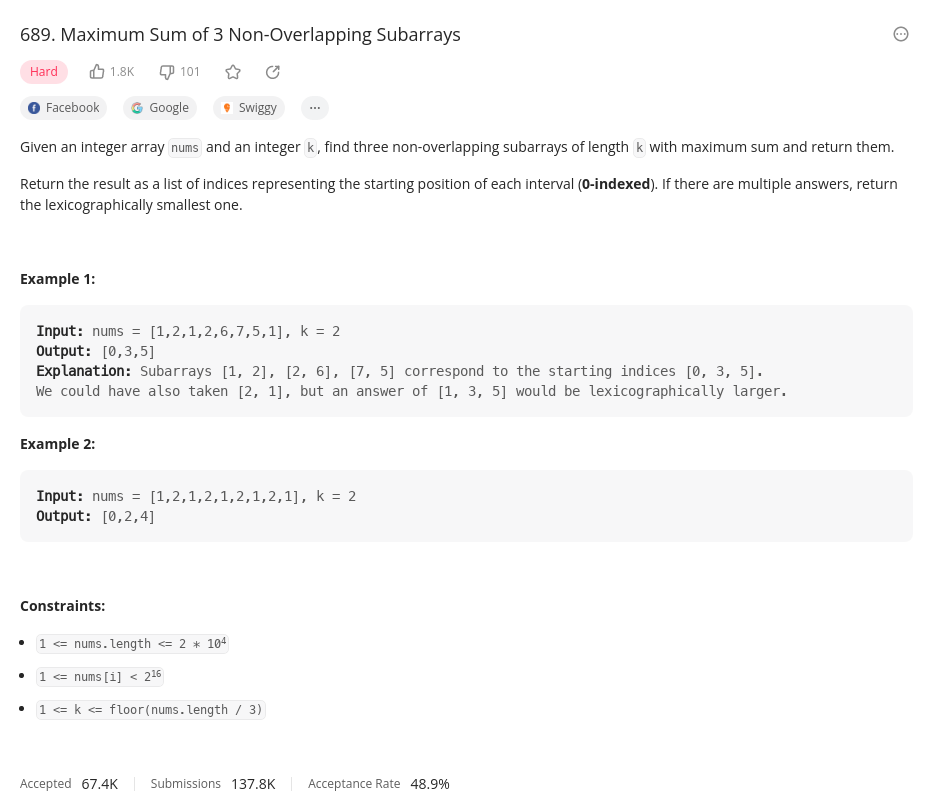 689. Maximum Sum of 3 Non-Overlapping Subarrays
Hard 1.8K 101
Facebook Google Swiggy ...
Given an integer array nums and an integer k, find three non-overlapping subarrays of length k with maximum sum and return them.
Return the result as a list of indices representing the starting position of each interval (0-indexed). If there are multiple answers, return
the lexicographically smallest one.
Example 1:
Input: nums = [1,2,1,2,6,7,5,1], k = 2
Output: [0,3,5]
Explanation: Subarrays [1, 2], [2, 6], [7, 5] correspond to the starting indices [0, 3, 5].
We could have also taken [2, 1], but an answer of [1, 3, 5] would be lexicographically larger.
Example 2:
Input: nums = [1,2,1,2,1,2,1,2,1], k = 2
Output: [0,2,4]
Constraints:
• 1 <= nums.length <= 2 * 10⁴
• 1 <= nums[i] < 2¹⁶
• 1 <= k <= floor(nums.length / 3)
Accepted 67.4K Submissions 137.8K Acceptance Rate 48.9%